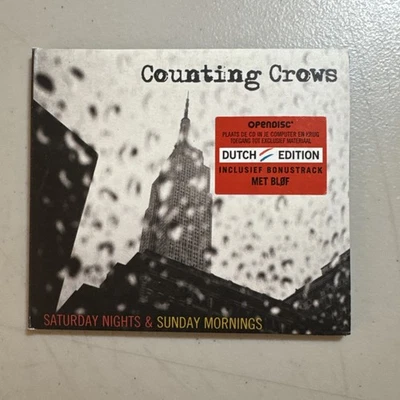 Counting Crows
OPENDISC
PLAATS DE CD IN JE COMPUTER EN KRIJG
TOEGANG TOT EXCLUSIEF MATERIAAL
DUTCH EDITION
INCLUSIEF BONUSTRACK
MET BLØF
SATURDAY NIGHTS & SUNDAY MORNINGS